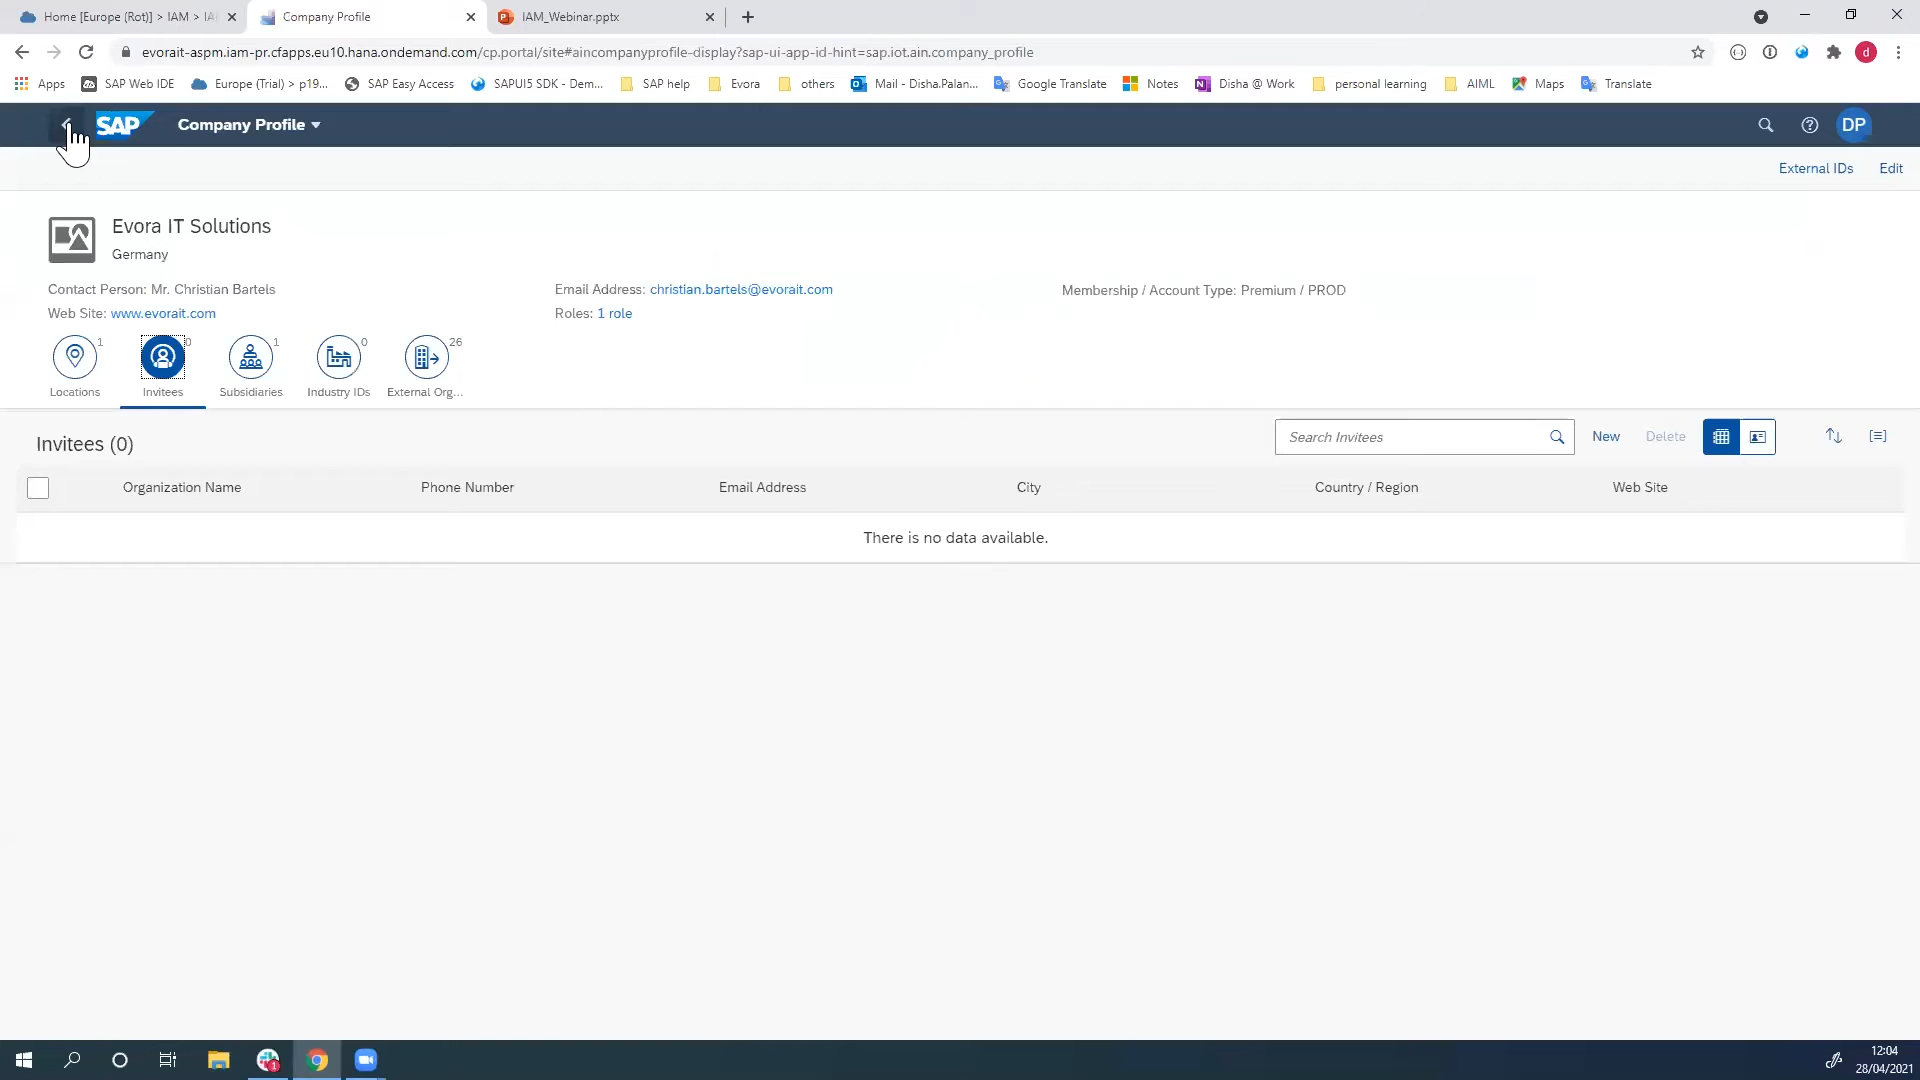 Home [Europe (Rot)] > IAM > IA
Company Profile
IAM_Webinar.pptx
evorait-aspm.iam-pr.cfapps.eu10.hana.ondemand.com/cp.portal/site#aincompanyprofile-display?sap-ui-app-id-hint=sap.iot.ain.company_profile
d
Apps
SAP Web IDE
Europe (Trial) > p19...
SAP Easy Access
SAPUI5 SDK - Dem...
SAP help
Evora
others
Mail - Disha.Palan...
Google Translate
Notes
Disha @ Work
personal learning
AIML
Maps
Translate
SAP
Company Profile
DP
External IDs
Edit
Evora IT Solutions
Germany
Contact Person: Mr. Christian Bartels
Email Address: christian.bartels@evorait.com
Membership / Account Type: Premium / PROD
Web Site: www.evorait.com
Roles: 1 role
1
0
1
0
26
Locations
Invitees
Subsidiaries
Industry IDs
External Org...
Invitees (0)
Search Invitees
New
Delete
Organization Name
Phone Number
Email Address
City
Country / Region
Web Site
There is no data available.
1
12:04
28/04/2021